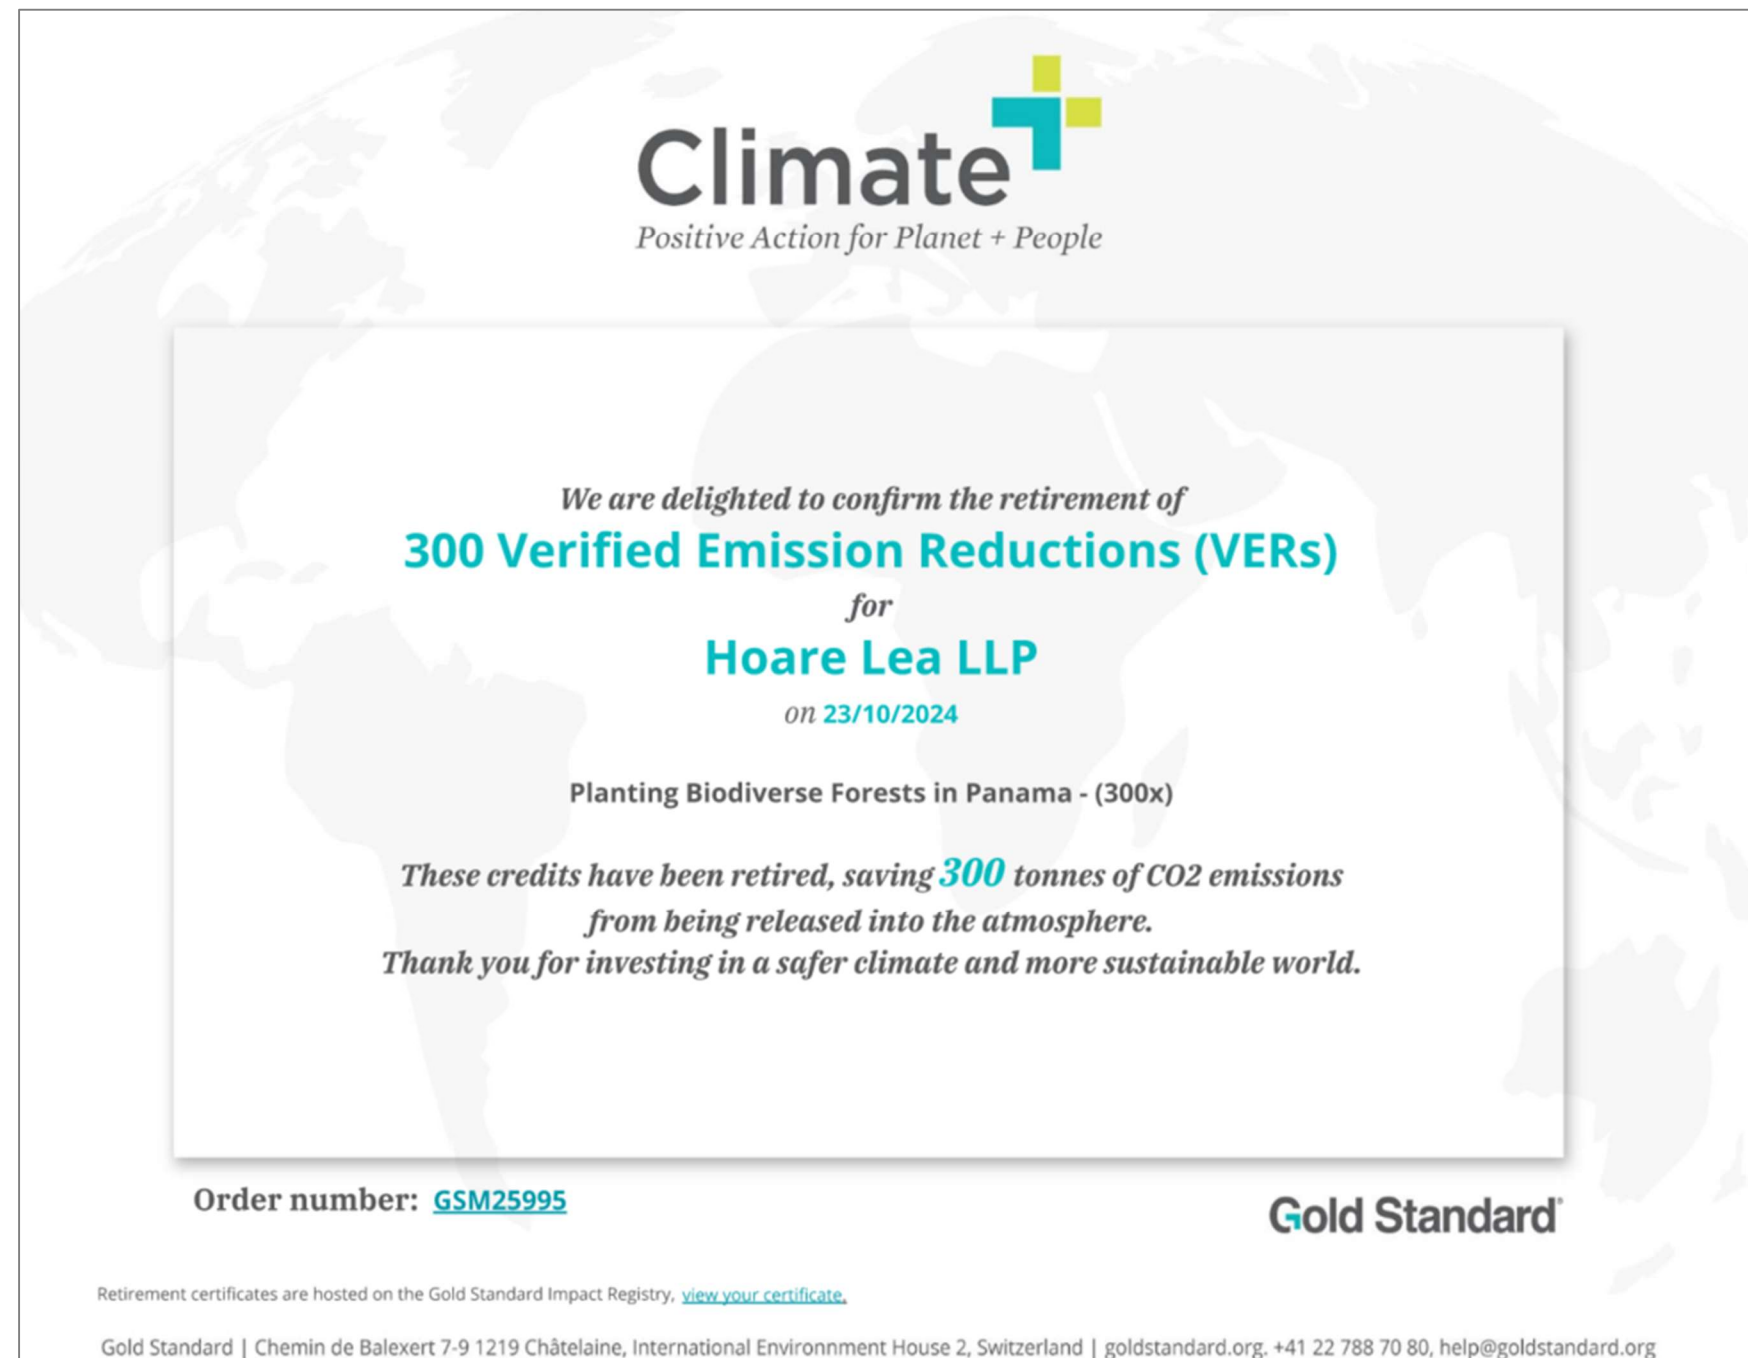 Climate
Positive Action for Planet + People
We are delighted to confirm the retirement of
300 Verified Emission Reductions (VERs)
for
Hoare Lea LLP
on 23/10/2024
Planting Biodiverse Forests in Panama - (300x)
These credits have been retired, saving 300 tonnes of CO2 emissions
from being released into the atmosphere.
Thank you for investing in a safer climate and more sustainable world.
Order number: GSM25995
Gold Standard®
Retirement certificates are hosted on the Gold Standard Impact Registry, view your certificate.
Gold Standard | Chemin de Balexert 7-9 1219 Châtelaine, International Environnment House 2, Switzerland | goldstandard.org. +41 22 788 70 80, help@goldstandard.org